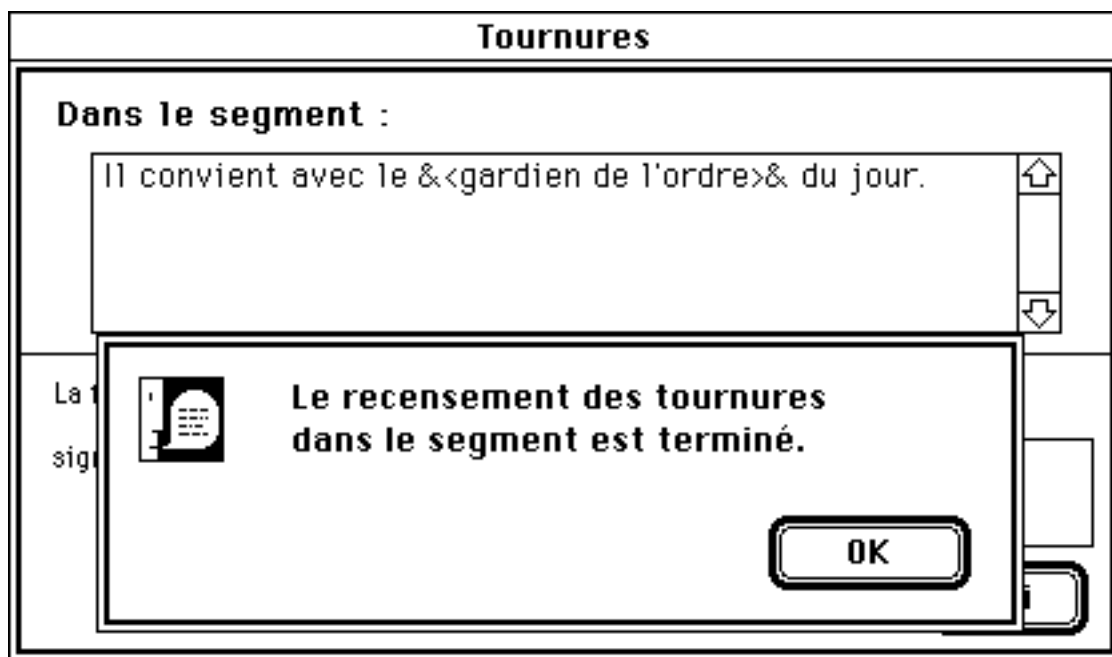 Tournures
Dans le segment :
Il convient avec le &<gardien de l'ordre>& du jour.
La
Le recensement des tournures
dans le segment est terminé.
OK